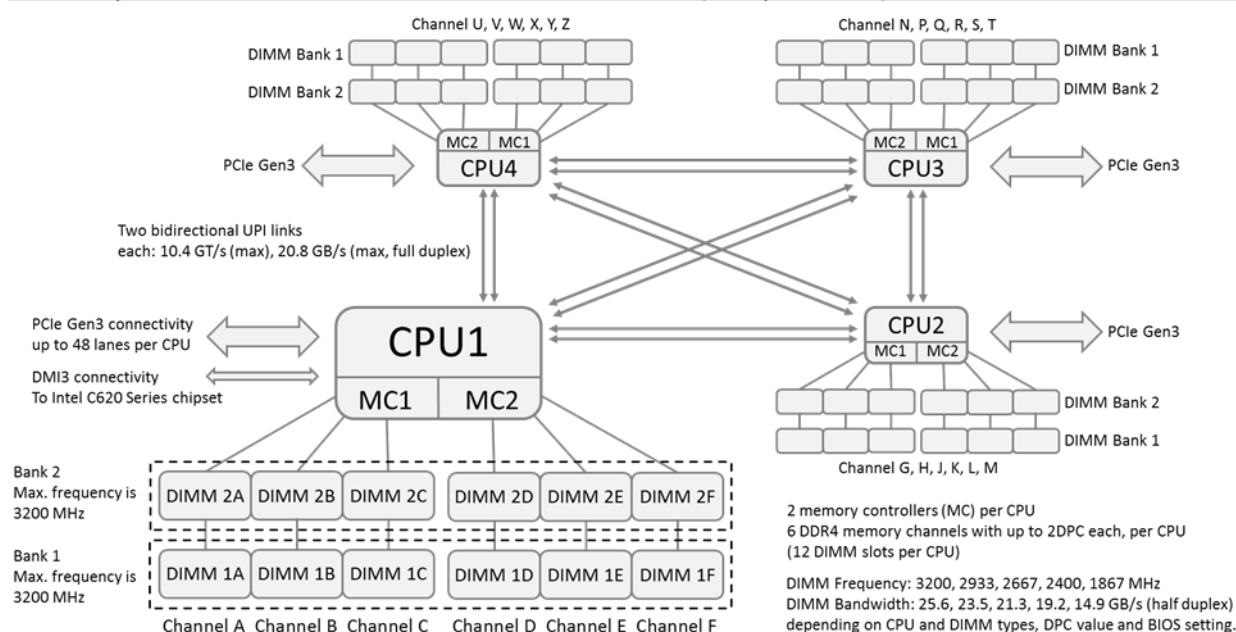 Channel U, V, W, X, Y, Z
DIMM Bank 1
DIMM Bank 2
MC2
MC1
CPU4
PCIe Gen3
Channel N, P, Q, R, S, T
DIMM Bank 1
DIMM Bank 2
MC2
MC1
CPU3
PCIe Gen3
Two bidirectional UPI links
each: 10.4 GT/s (max), 20.8 GB/s (max, full duplex)
PCIe Gen3 connectivity
up to 48 lanes per CPU
DMI3 connectivity
To Intel C620 Series chipset
CPU1
MC1
MC2
CPU2
MC1
MC2
PCIe Gen3
DIMM Bank 2
DIMM Bank 1
Channel G, H, J, K, L, M
Bank 2
Max. frequency is
3200 MHz
DIMM 2A
DIMM 2B
DIMM 2C
DIMM 2D
DIMM 2E
DIMM 2F
Bank 1
Max. frequency is
3200 MHz
DIMM 1A
DIMM 1B
DIMM 1C
DIMM 1D
DIMM 1E
DIMM 1F
Channel A
Channel B
Channel C
Channel D
Channel E
Channel F
2 memory controllers (MC) per CPU
6 DDR4 memory channels with up to 2DPC each, per CPU
(12 DIMM slots per CPU)
DIMM Frequency: 3200, 2933, 2667, 2400, 1867 MHz
DIMM Bandwidth: 25.6, 23.5, 21.3, 19.2, 14.9 GB/s (half duplex)
depending on CPU and DIMM types, DPC value and BIOS setting.